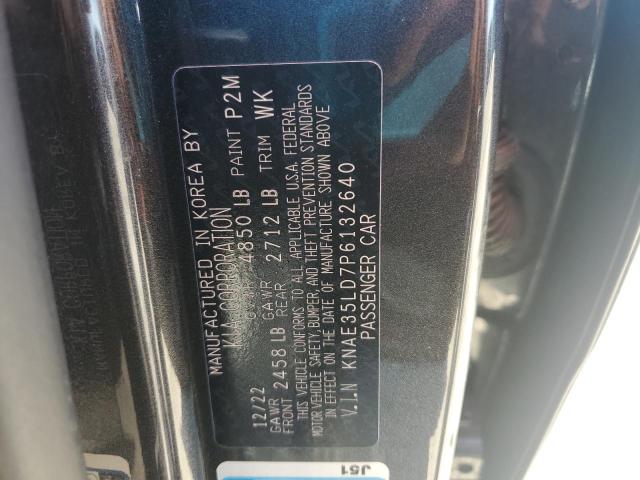 MANUFACTURED IN KOREA BY
KIA CORPORATION
12/22 GVWR 4850 LB PAINT P2M
GAWR GAWR TRIM WK
FRONT 2458 LB REAR 2712 LB
THIS VEHICLE CONFORMS TO ALL APPLICABLE U.S.A. FEDERAL
MOTOR VEHICLE SAFETY, BUMPER, AND THEFT PREVENTION STANDARDS
IN EFFECT ON THE DATE OF MANUFACTURE SHOWN ABOVE
V.I.N KNAE35LD7P6132640
PASSENGER CAR
J51